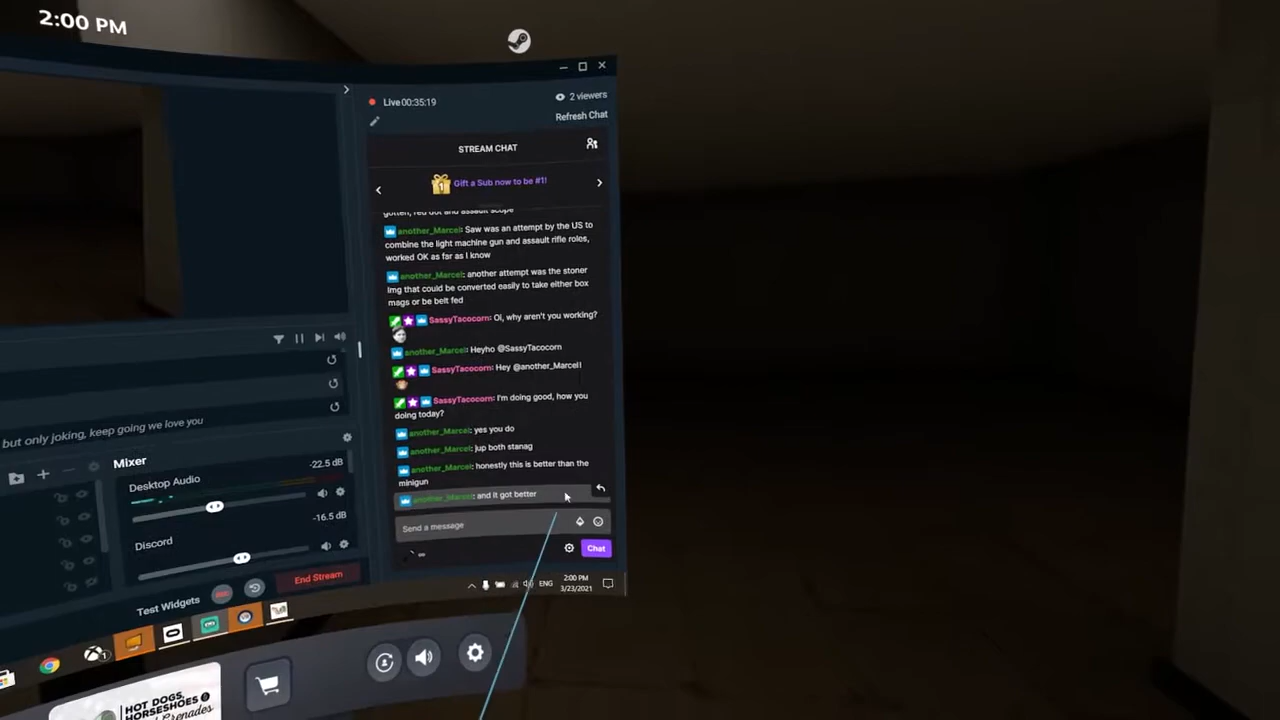 2:00 PM
Live 00:35:19
2 viewers
Refresh Chat
STREAM CHAT
Gift a Sub now to be #1!
gotten, red dot and assault scope
another_Marcel: Saw was an attempt by the US to
combine the light machine gun and assault rifle roles,
worked OK as far as I know
another_Marcel: another attempt was the stoner
lmg that could be converted easily to take either box
mags or be belt fed
SassyTacocorn: Oi, why aren't you working?
another_Marcel: Heyho @SassyTacocorn
SassyTacocorn: Hey @another_Marcel!
SassyTacocorn: I'm doing good, how you
doing today?
another_Marcel: yes you do
another_Marcel: jup both stanag
another_Marcel: honestly this is better than the
minigun
another_Marcel: and it got better
Send a message
Chat
but only joking, keep going we love you
Mixer
Desktop Audio
-22.5 dB
-16.5 dB
Discord
Test Widgets
End Stream
ENG
2:00 PM
3/23/2021
HOT DOGS,
HORSESHOES &
Grenades